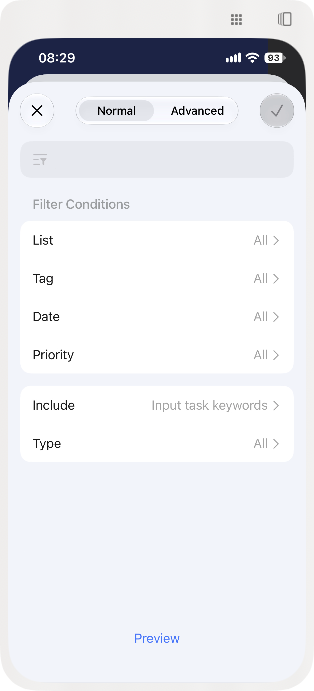 08:29
93
Normal Advanced
Filter Conditions
List All
Tag All
Date All
Priority All
Include Input task keywords
Type All
Preview